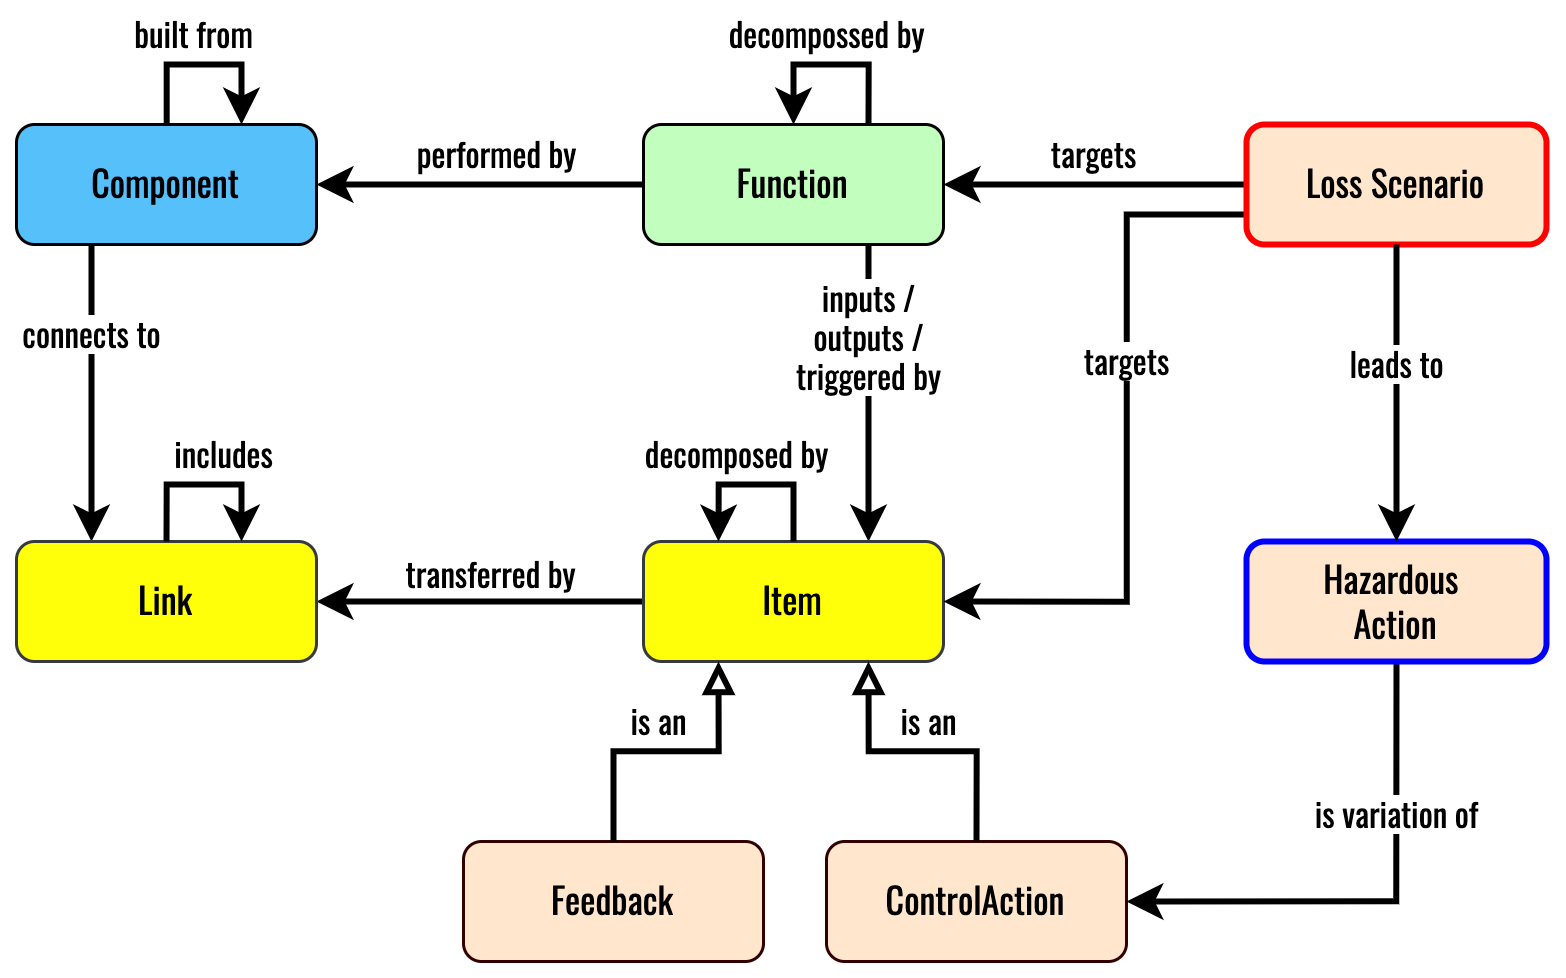 built from
decompossed by
Component
performed by
Function
targets
Loss Scenario
inputs /
outputs /
triggered by
connects to
targets
leads to
includes
decomposed by
Link
transferred by
Item
Hazardous
Action
is an
is an
is variation of
Feedback
ControlAction